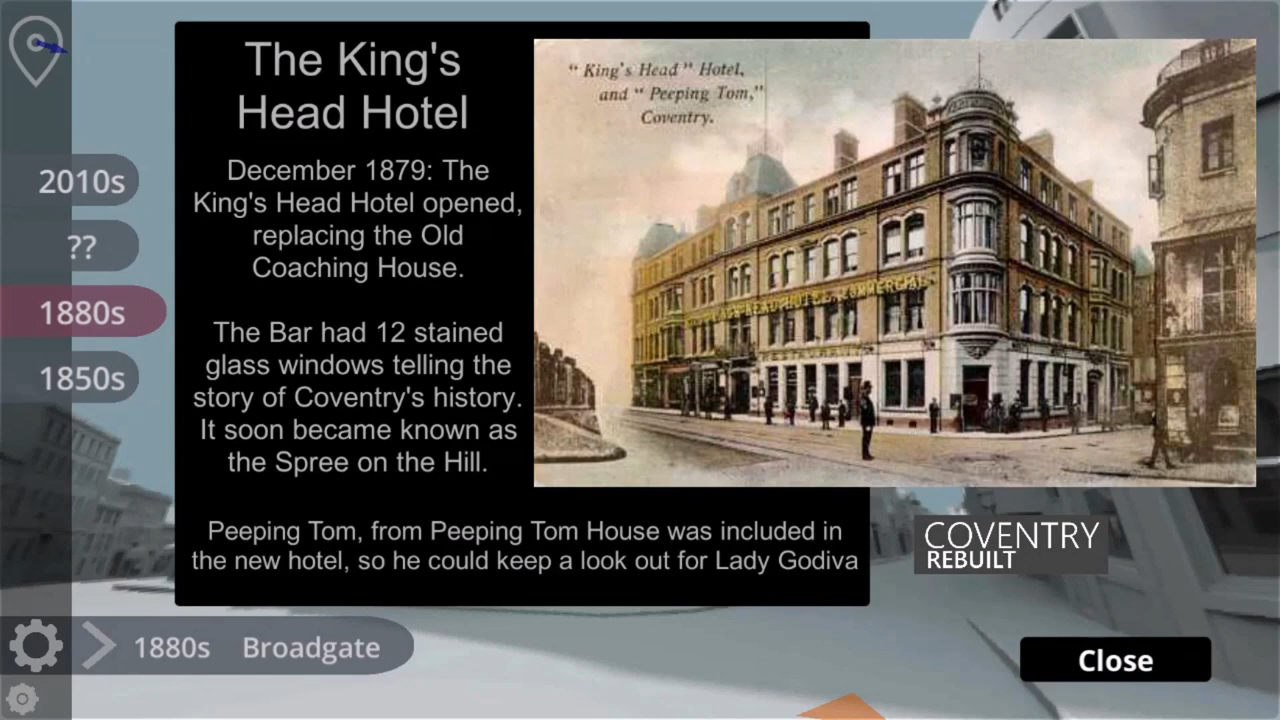 The King's
Head Hotel
December 1879: The
King's Head Hotel opened,
replacing the Old
Coaching House.
The Bar had 12 stained
glass windows telling the
story of Coventry's history.
It soon became known as
the Spree on the Hill.
Peeping Tom, from Peeping Tom House was included in
the new hotel, so he could keep a look out for Lady Godiva
"King's Head" Hotel,
and "Peeping Tom,"
Coventry.
2010s
??
1880s
1850s
COVENTRY
REBUILT
1880s Broadgate
Close